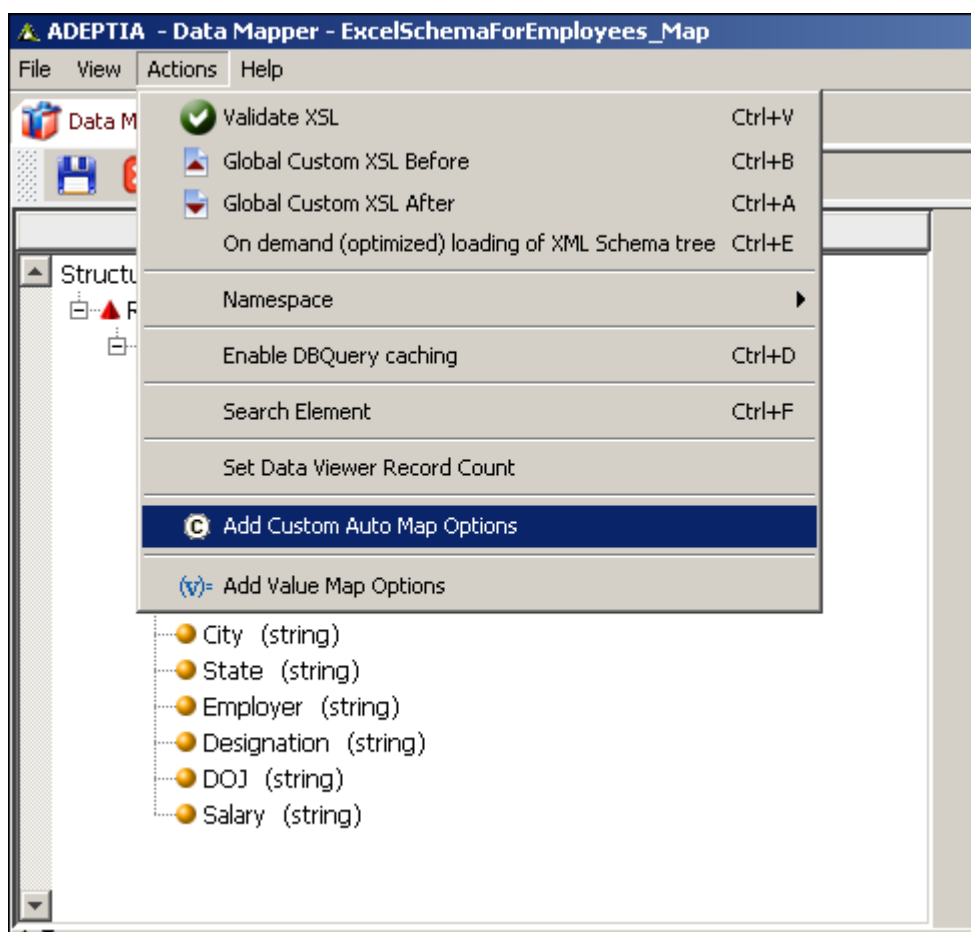 ADEPTIA - Data Mapper - ExcelSchemaForEmployees_Map
File View Actions Help
Data M
Validate XSL Ctrl+V
Global Custom XSL Before Ctrl+B
Global Custom XSL After Ctrl+A
On demand (optimized) loading of XML Schema tree Ctrl+E
Structu
R
Namespace
Enable DBQuery caching Ctrl+D
Search Element Ctrl+F
Set Data Viewer Record Count
C Add Custom Auto Map Options
(v)= Add Value Map Options
City (string)
State (string)
Employer (string)
Designation (string)
DOJ (string)
Salary (string)